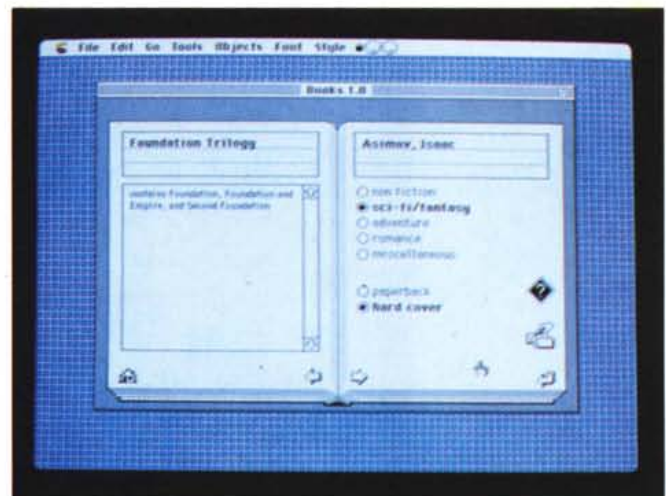 File Edit Go Tools Objects Font Style
Books 1.0
Foundation Trilogy
contains Foundation, Foundation and
Empire, and Second Foundation
Asimov, Isaac
non fiction
sci-fi/fantasy
adventure
romance
miscellaneous
paperback
hard cover
?